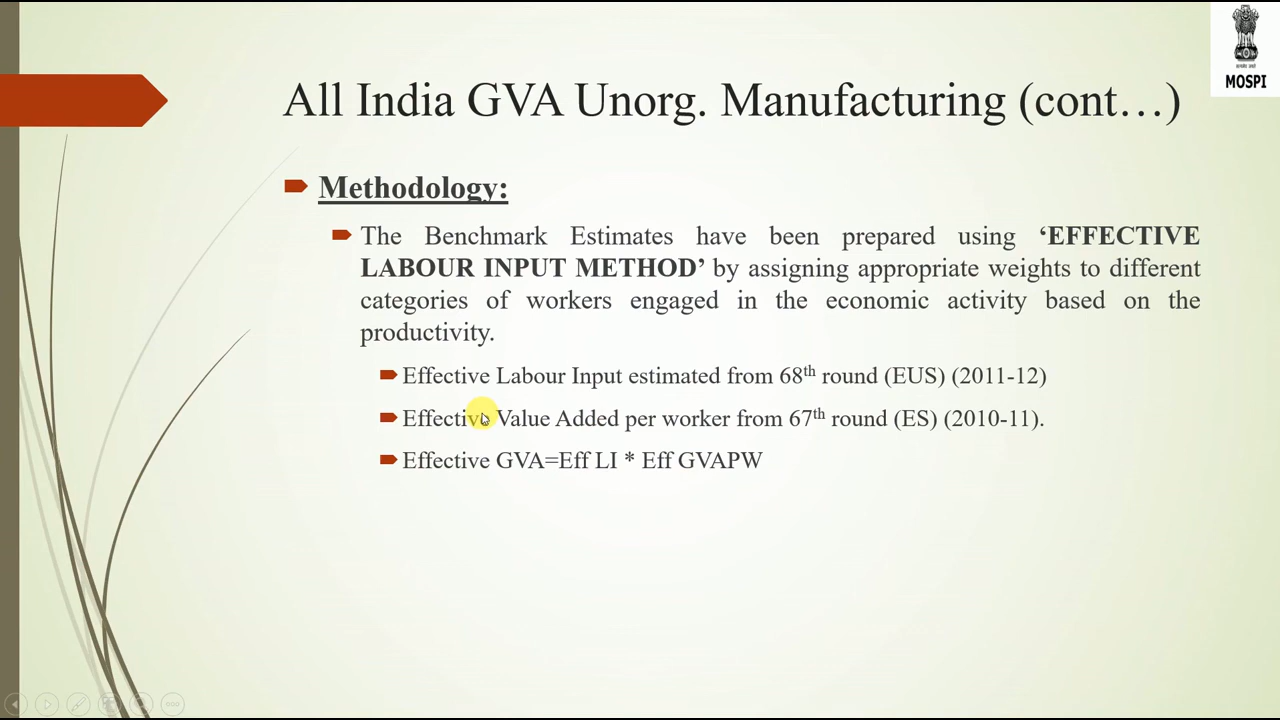 MOSPI
All India GVA Unorg. Manufacturing (cont…)
Methodology:
The Benchmark Estimates have been prepared using ‘EFFECTIVE
LABOUR INPUT METHOD’ by assigning appropriate weights to different
categories of workers engaged in the economic activity based on the
productivity.
Effective Labour Input estimated from 68th round (EUS) (2011-12)
Effective Value Added per worker from 67th round (ES) (2010-11).
Effective GVA=Eff LI * Eff GVAPW